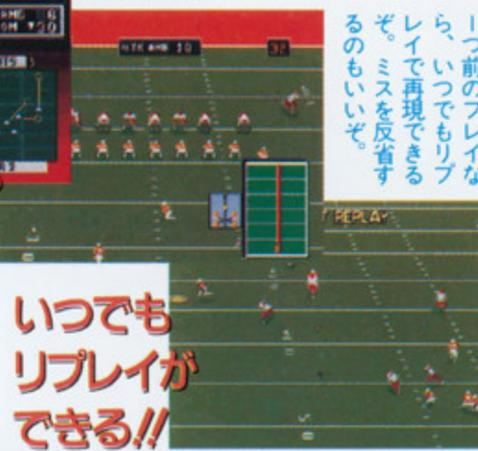 一つ前のプレイな
ら、いつでもリプ
レイで再現できる
ぞ。ミスを反省す
るのもいいぞ。
REPLAY
いつでも
リプレイが
できる!!